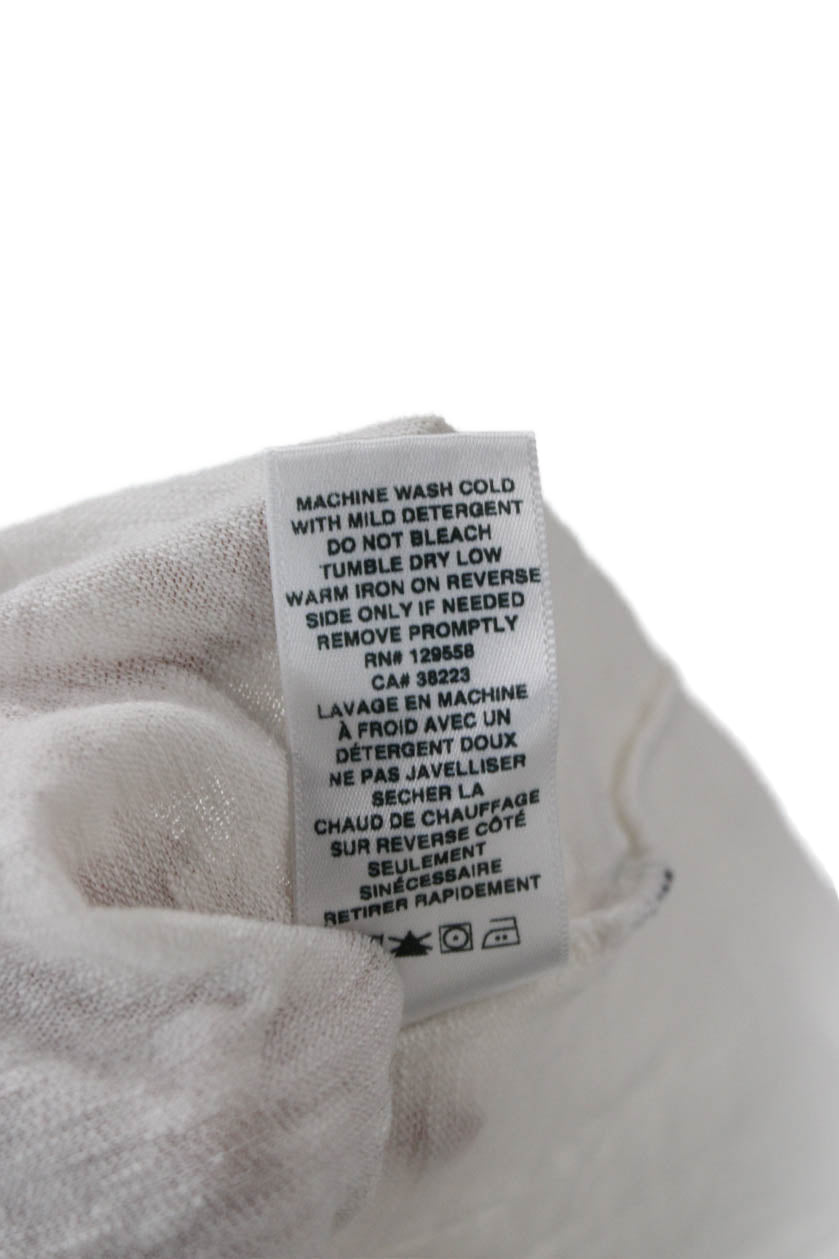 MACHINE WASH COLD
WITH MILD DETERGENT
DO NOT BLEACH
TUMBLE DRY LOW
WARM IRON ON REVERSE
SIDE ONLY IF NEEDED
REMOVE PROMPTLY
RN# 129558
CA# 38223
LAVAGE EN MACHINE
À FROID AVEC UN
DÉTERGENT DOUX
NE PAS JAVELLISER
SECHER LA
CHAUD DE CHAUFFAGE
SUR REVERSE CÔTÉ
SEULEMENT
SINÉCESSAIRE
RETIRER RAPIDEMENT